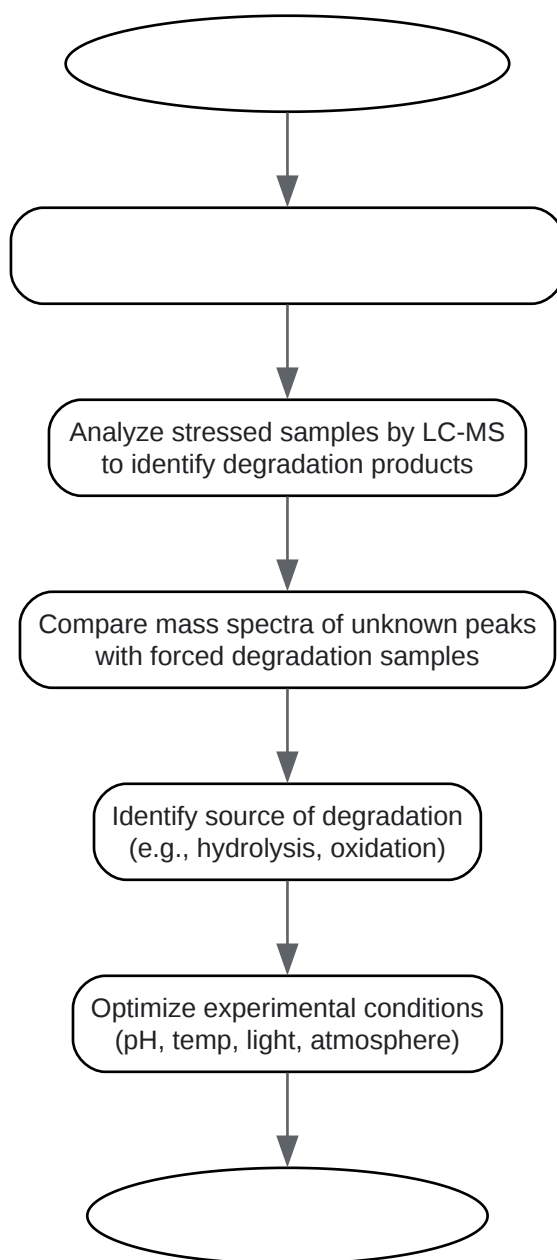 Analyze stressed samples by LC-MS
to identify degradation products
Compare mass spectra of unknown peaks
with forced degradation samples
Identify source of degradation
(e.g., hydrolysis, oxidation)
Optimize experimental conditions
(pH, temp, light, atmosphere)